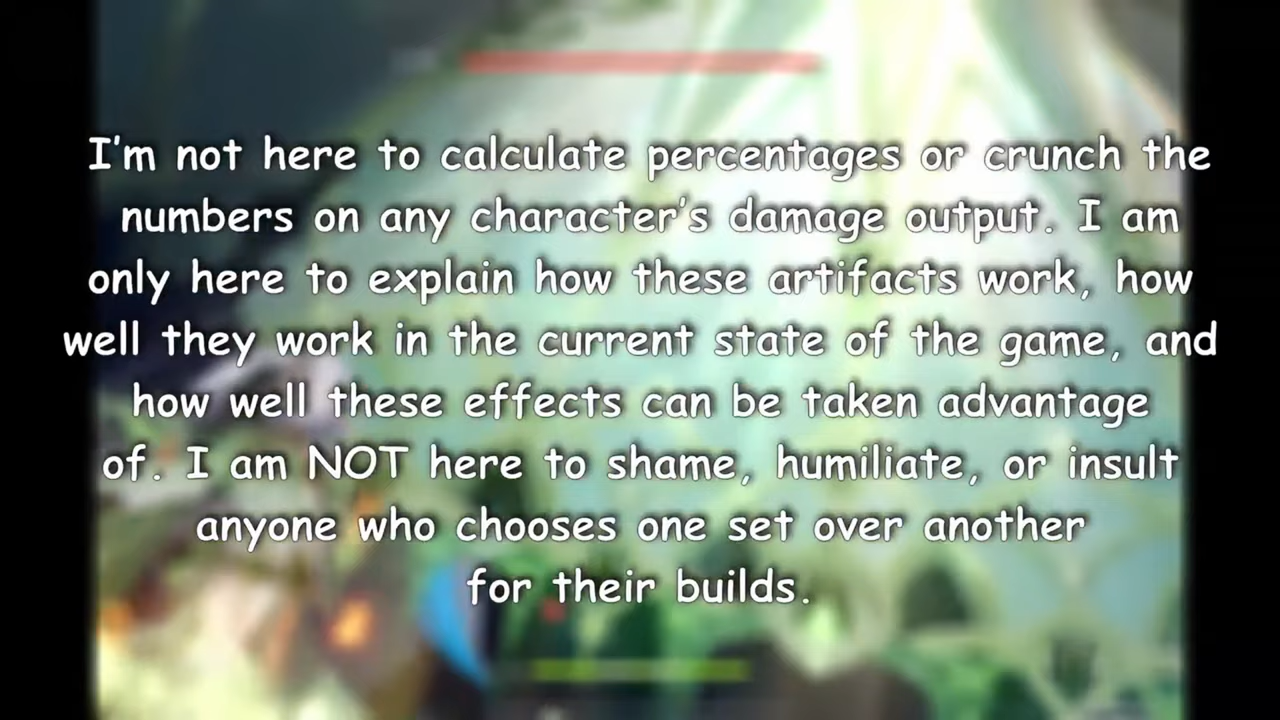 I'm not here to calculate percentages or crunch the
numbers on any character's damage output. I am
only here to explain how these artifacts work, how
well they work in the current state of the game, and
how well these effects can be taken advantage
of. I am NOT here to shame, humiliate, or insult
anyone who chooses one set over another
for their builds.